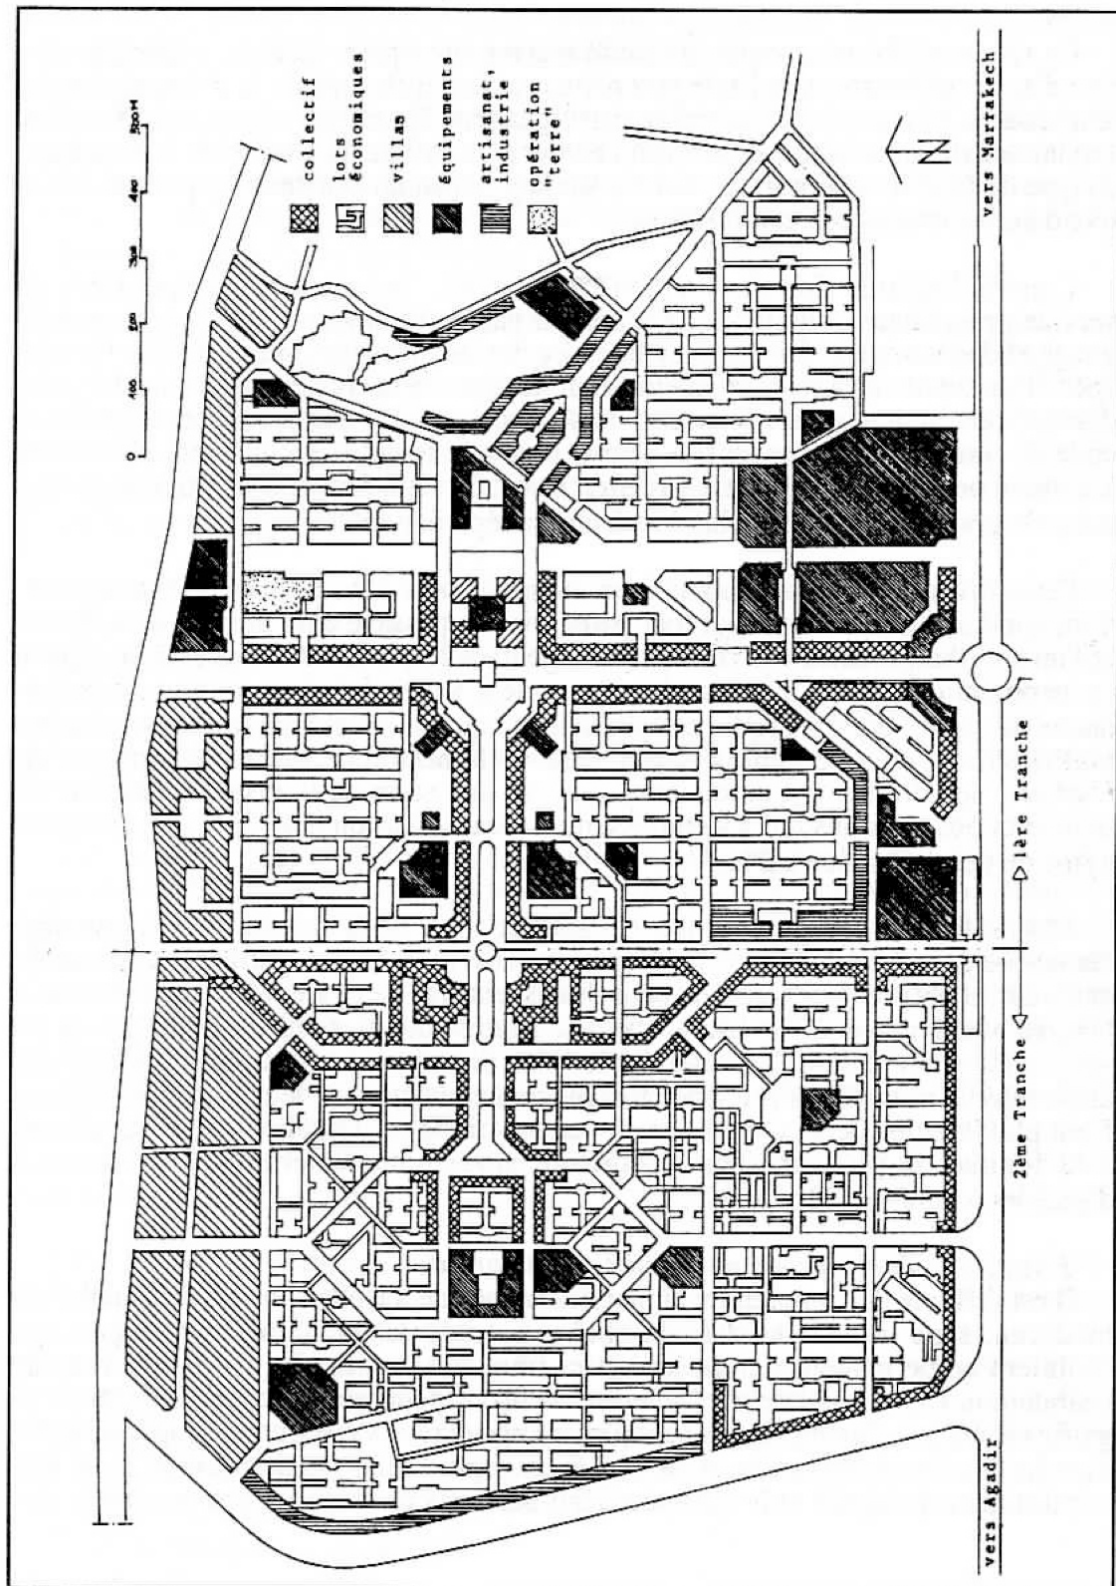 0 100 200 300 400 500M
collectif
lots
économiques
villas
équipements
artisanat,
industrie
opération
"terre"
N
vers Marrakech
vers Agadir
2ème Tranche
1ère Tranche